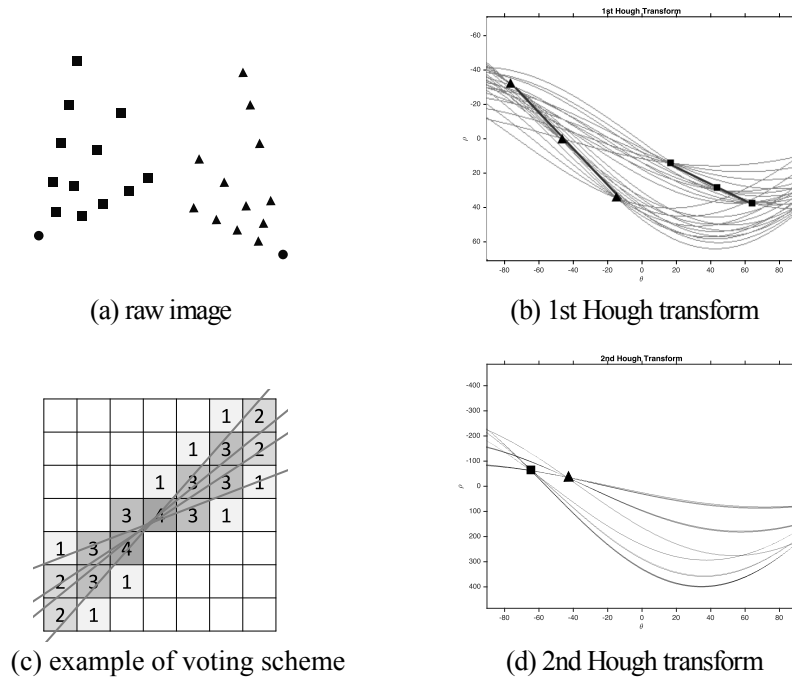 1st Hough Transform
-60
-40
-20
0
20
40
60
ρ
-80 -60 -40 -20 0 20 40 60 80
θ
(a) raw image
(b) 1st Hough transform
1 2
1 3 2
1 3 3 1
3 4 3 1
1 3 4
2 3 1
2 1
(c) example of voting scheme
2nd Hough Transform
-400
-300
-200
-100
0
100
200
300
400
ρ
-80 -60 -40 -20 0 20 40 60 80
θ
(d) 2nd Hough transform